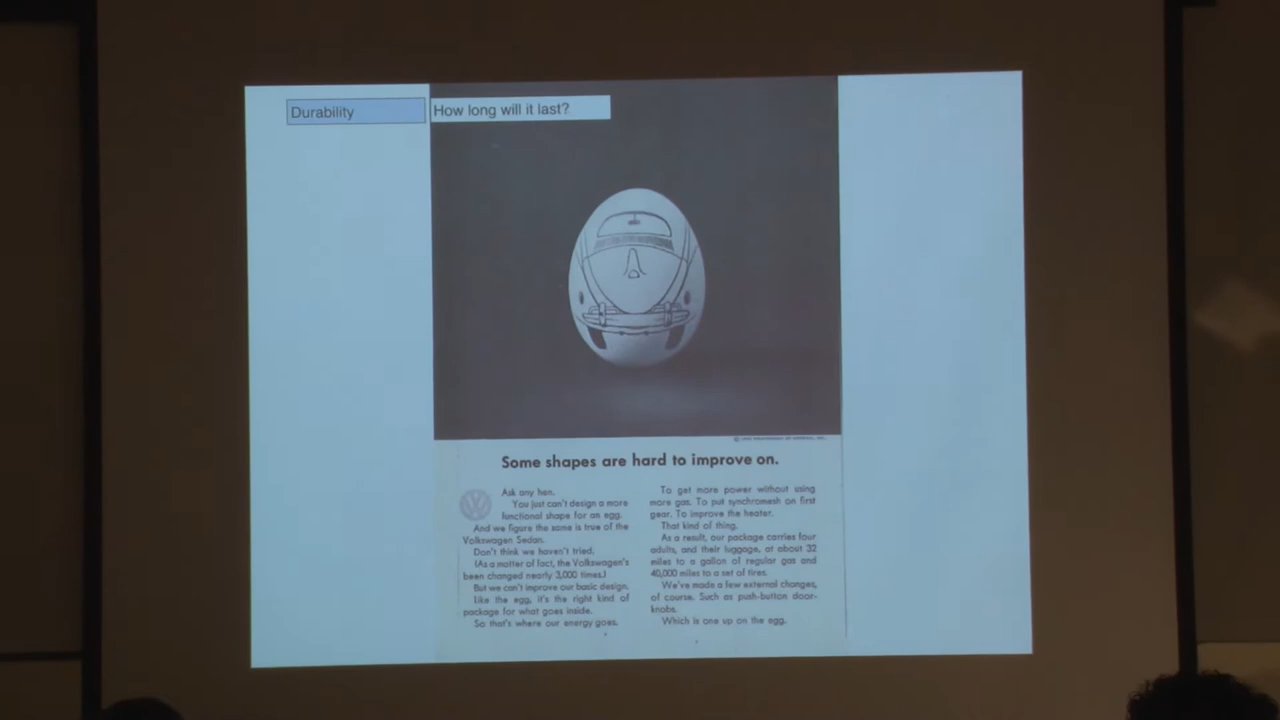 Durability
How long will it last?
Some shapes are hard to improve on.
Ask any hen.
You just can't design a more
functional shape for an egg.
And we figure the same is true of the
Volkswagen Sedan.
Don't think we haven't tried.
(As a matter of fact, the Volkswagen's
been changed nearly 3,000 times.)
But we can't improve our basic design.
Like the egg, it's the right kind of
package for what goes inside.
So that's where our energy goes.
To get more power without using
more gas. To put synchromesh on first
gear. To improve the heater.
That kind of thing.
As a result, our package carries four
adults, and their luggage, at about 32
miles to a gallon of regular gas and
40,000 miles to a set of tires.
We've made a few external changes,
of course. Such as push-button door-
knobs.
Which is one up on the egg.